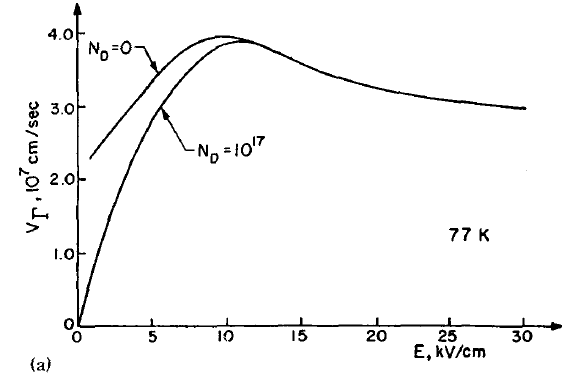 4.0
N_D=0
3.0
N_D=10^17
2.0
V_Γ, 10^7 cm/sec
1.0
77 K
0
0 5 10 15 20 25 30
E, kV/cm
(a)